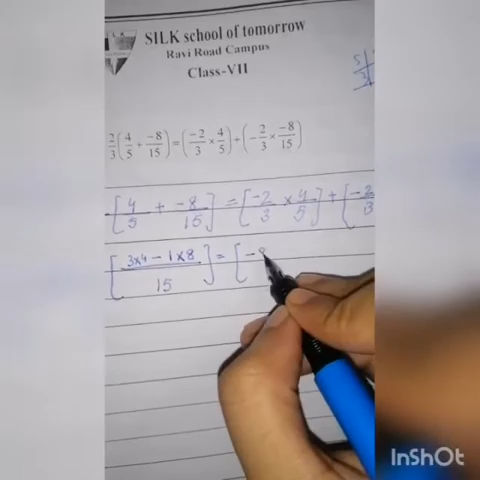 SILK school of tomorrow
Ravi Road Campus
Class-VII
2/3 (4/5 + -8/15) = (-2/3 × 4/5) + (-2/3 × -8/15)
[4/5 + -8/15] = [-2/3 × 4/5] + [-2/3
[3×4 - 1×8 / 15] = [-8
InShOt